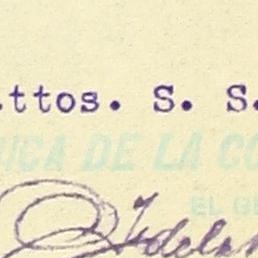 .ttos. S. S.
ICA DE LA CO
EL GE